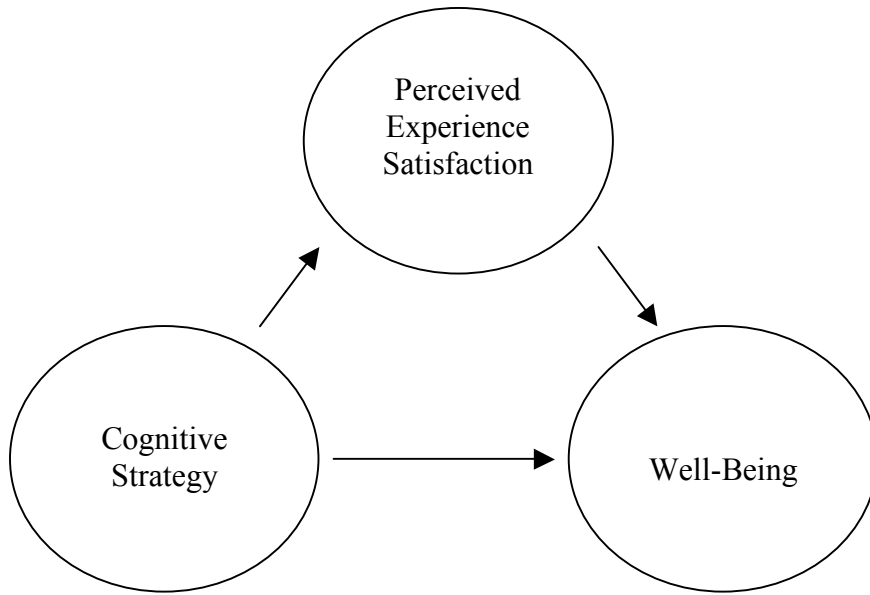 Perceived
Experience
Satisfaction
Cognitive
Strategy
Well-Being